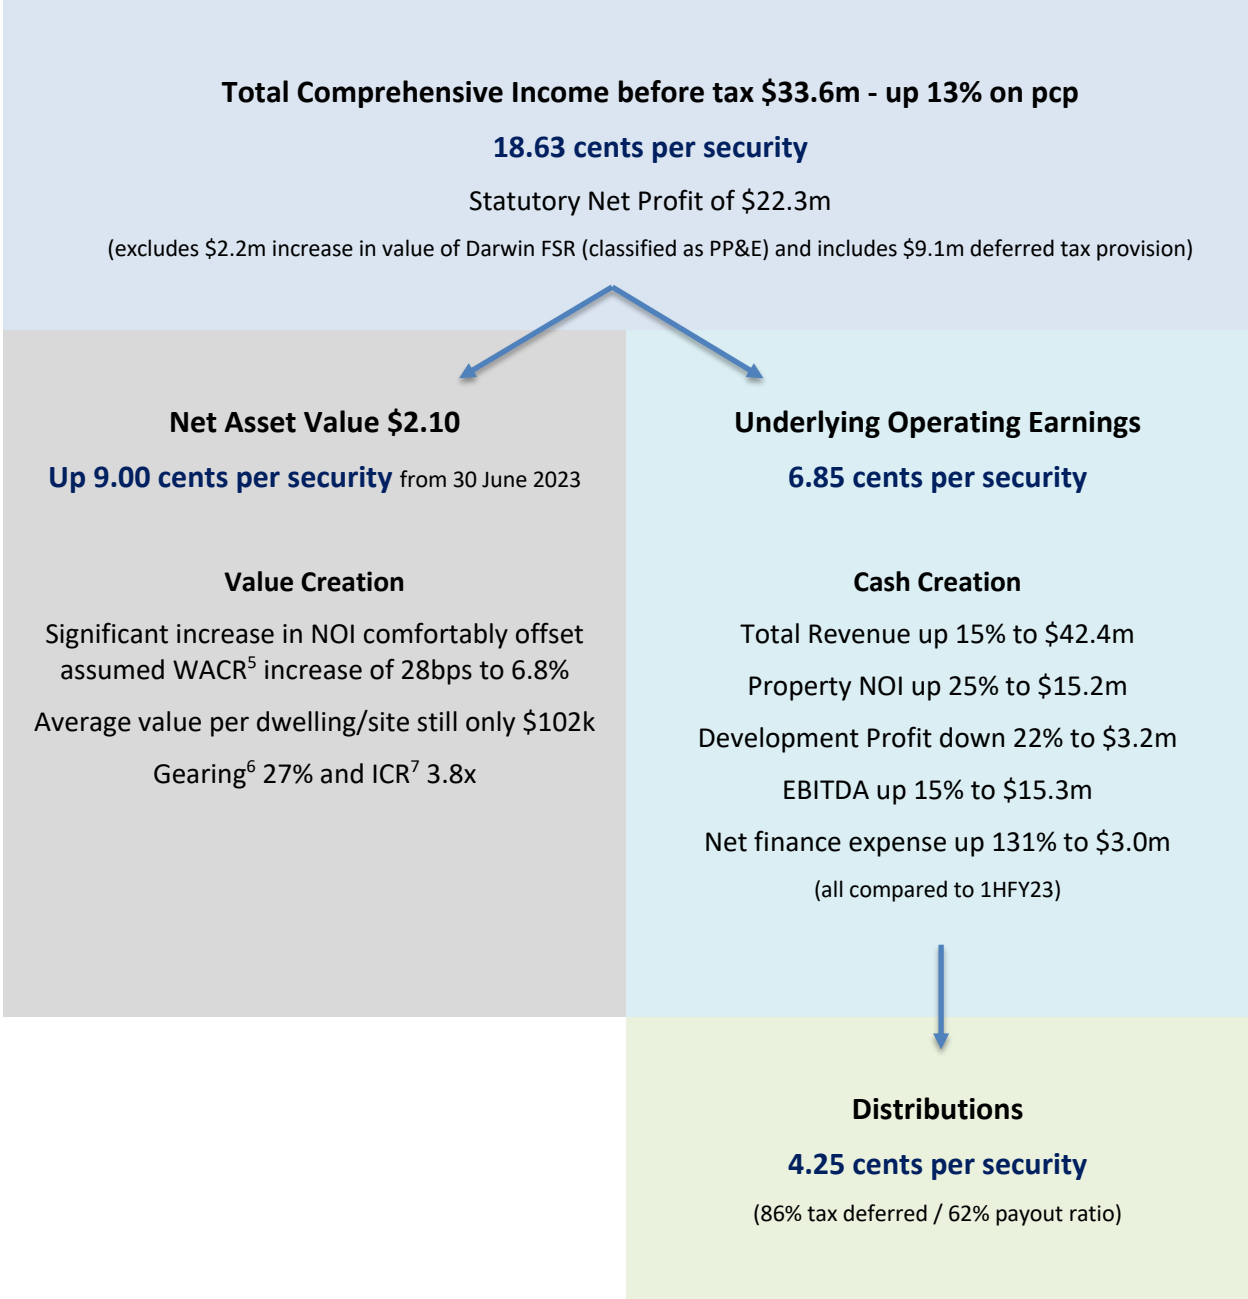 Total Comprehensive Income before tax $33.6m - up 13% on pcp
18.63 cents per security
Statutory Net Profit of $22.3m
(excludes $2.2m increase in value of Darwin FSR (classified as PP&E) and includes $9.1m deferred tax provision)
Net Asset Value $2.10
Up 9.00 cents per security from 30 June 2023
Value Creation
Significant increase in NOI comfortably offset
assumed WACR⁵ increase of 28bps to 6.8%
Average value per dwelling/site still only $102k
Gearing⁶ 27% and ICR⁷ 3.8x
Underlying Operating Earnings
6.85 cents per security
Cash Creation
Total Revenue up 15% to $42.4m
Property NOI up 25% to $15.2m
Development Profit down 22% to $3.2m
EBITDA up 15% to $15.3m
Net finance expense up 131% to $3.0m
(all compared to 1HFY23)
Distributions
4.25 cents per security
(86% tax deferred / 62% payout ratio)